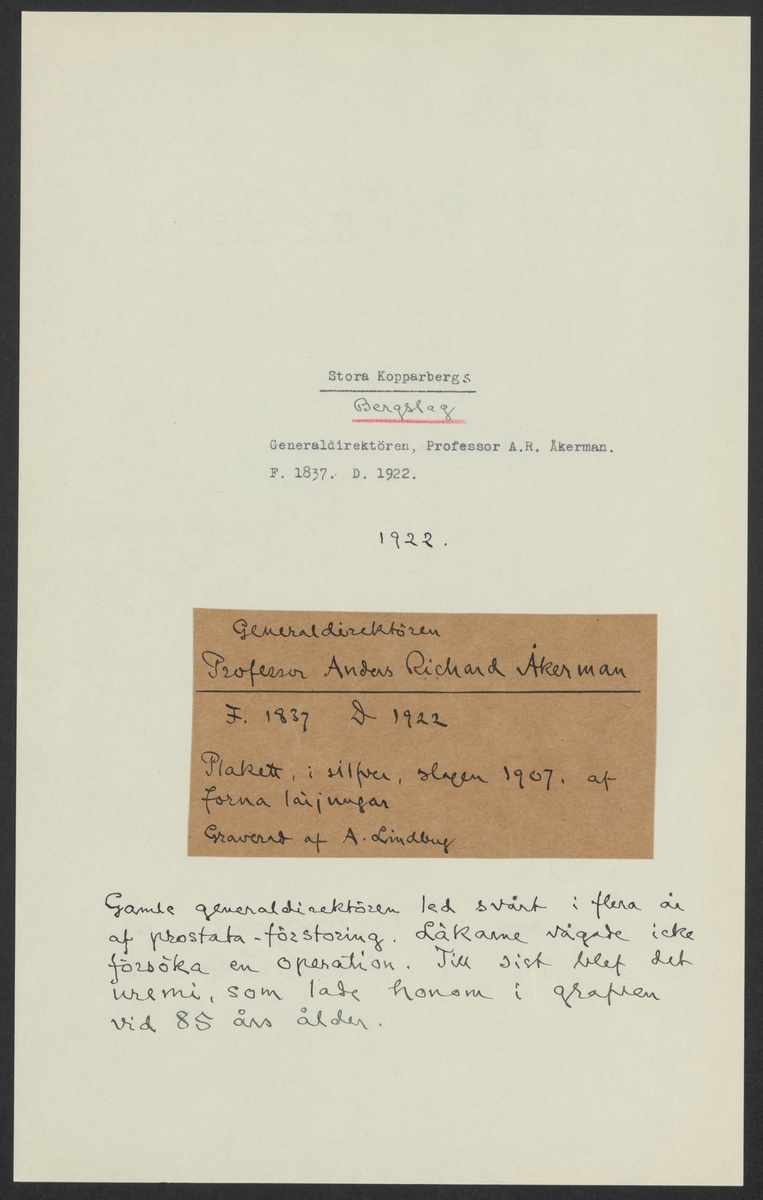 Stora Kopparbergs
Bergslag
Generaldirektören, Professor A.R. Åkerman.
F. 1837. D. 1922.
1922.
Generaldirektören
Professor Anders Richard Åkerman
F. 1837 D 1922
Plakett, i silfver, slagen 1907. af
forna lärjungar
Graverad af A. Lindberg
Gamle generaldirektören led svårt i flera år
af prostata-förstoring. Läkarne vågade icke
försöka en operation. Till sist blef det
uremi, som lade honom i grafven
vid 85 års ålder.